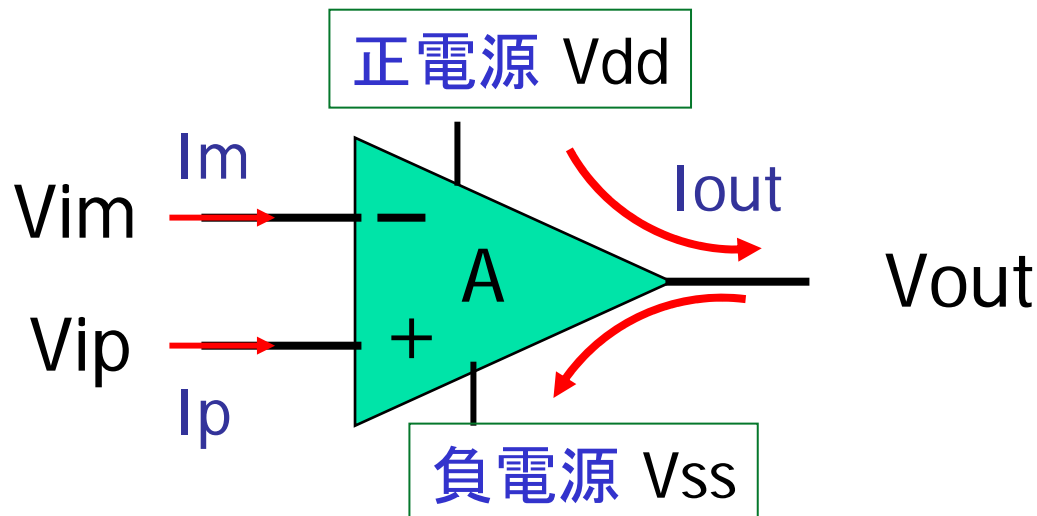 正電源 Vdd
Im
Iout
Vim
−
A
Vout
Vip
+
Ip
負電源 Vss